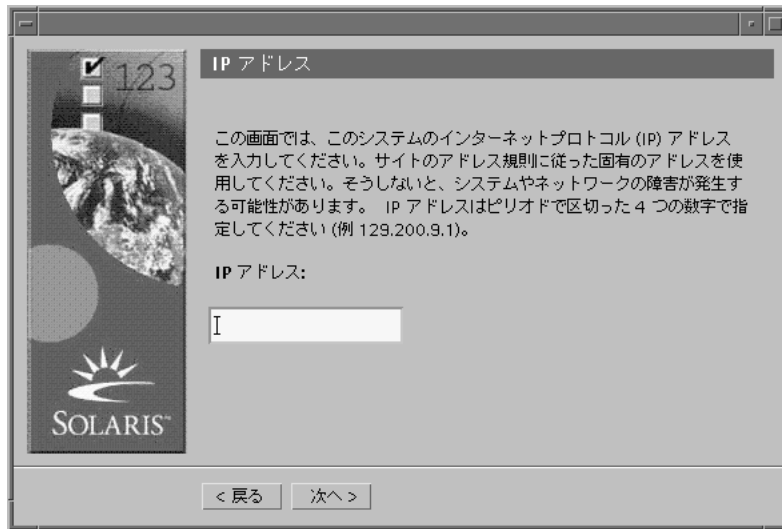 123
IP アドレス
この画面では、このシステムのインターネットプロトコル (IP) アドレス
を入力してください。サイトのアドレス規則に従った固有のアドレスを使
用してください。そうしないと、システムやネットワークの障害が発生す
る可能性があります。 IP アドレスはピリオドで区切った 4 つの数字で指
定してください (例 129.200.9.1)。
IP アドレス:
SOLARIS™
< 戻る
次へ >